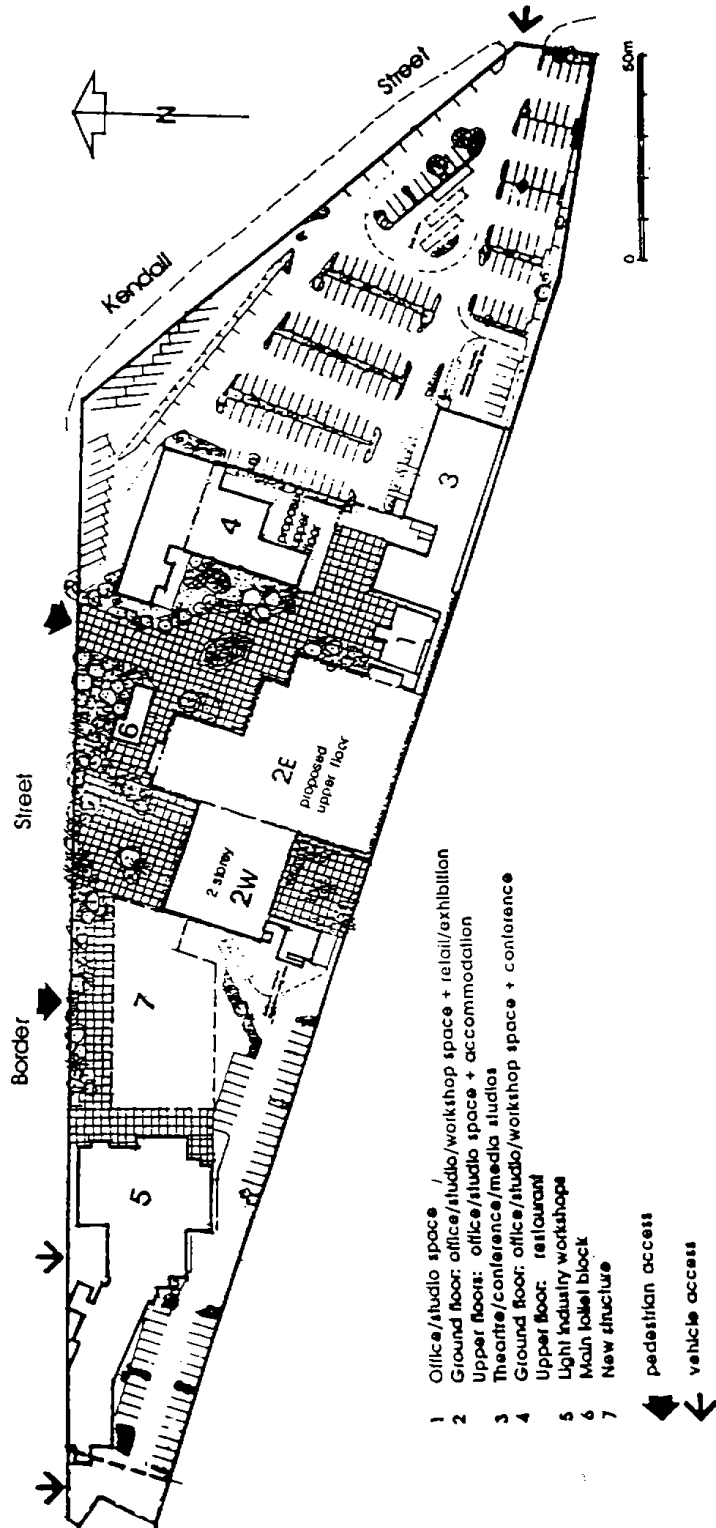 Border Street
Kendall Street
N
0 50m
5
7
6
2 storey
2W
2E
proposed
upper floor
4
proposed
upper
floor
1
3
1 Office/studio space
2 Ground floor: office/studio/workshop space + retail/exhibition
Upper floors: office/studio space + accommodation
3 Theartre/conference/media studios
4 Ground floor: office/studio/workshop space + conference
Upper floor: restaurant
5 Light industry workshops
6 Main toilet block
7 New structure
pedestrian access
vehicle access